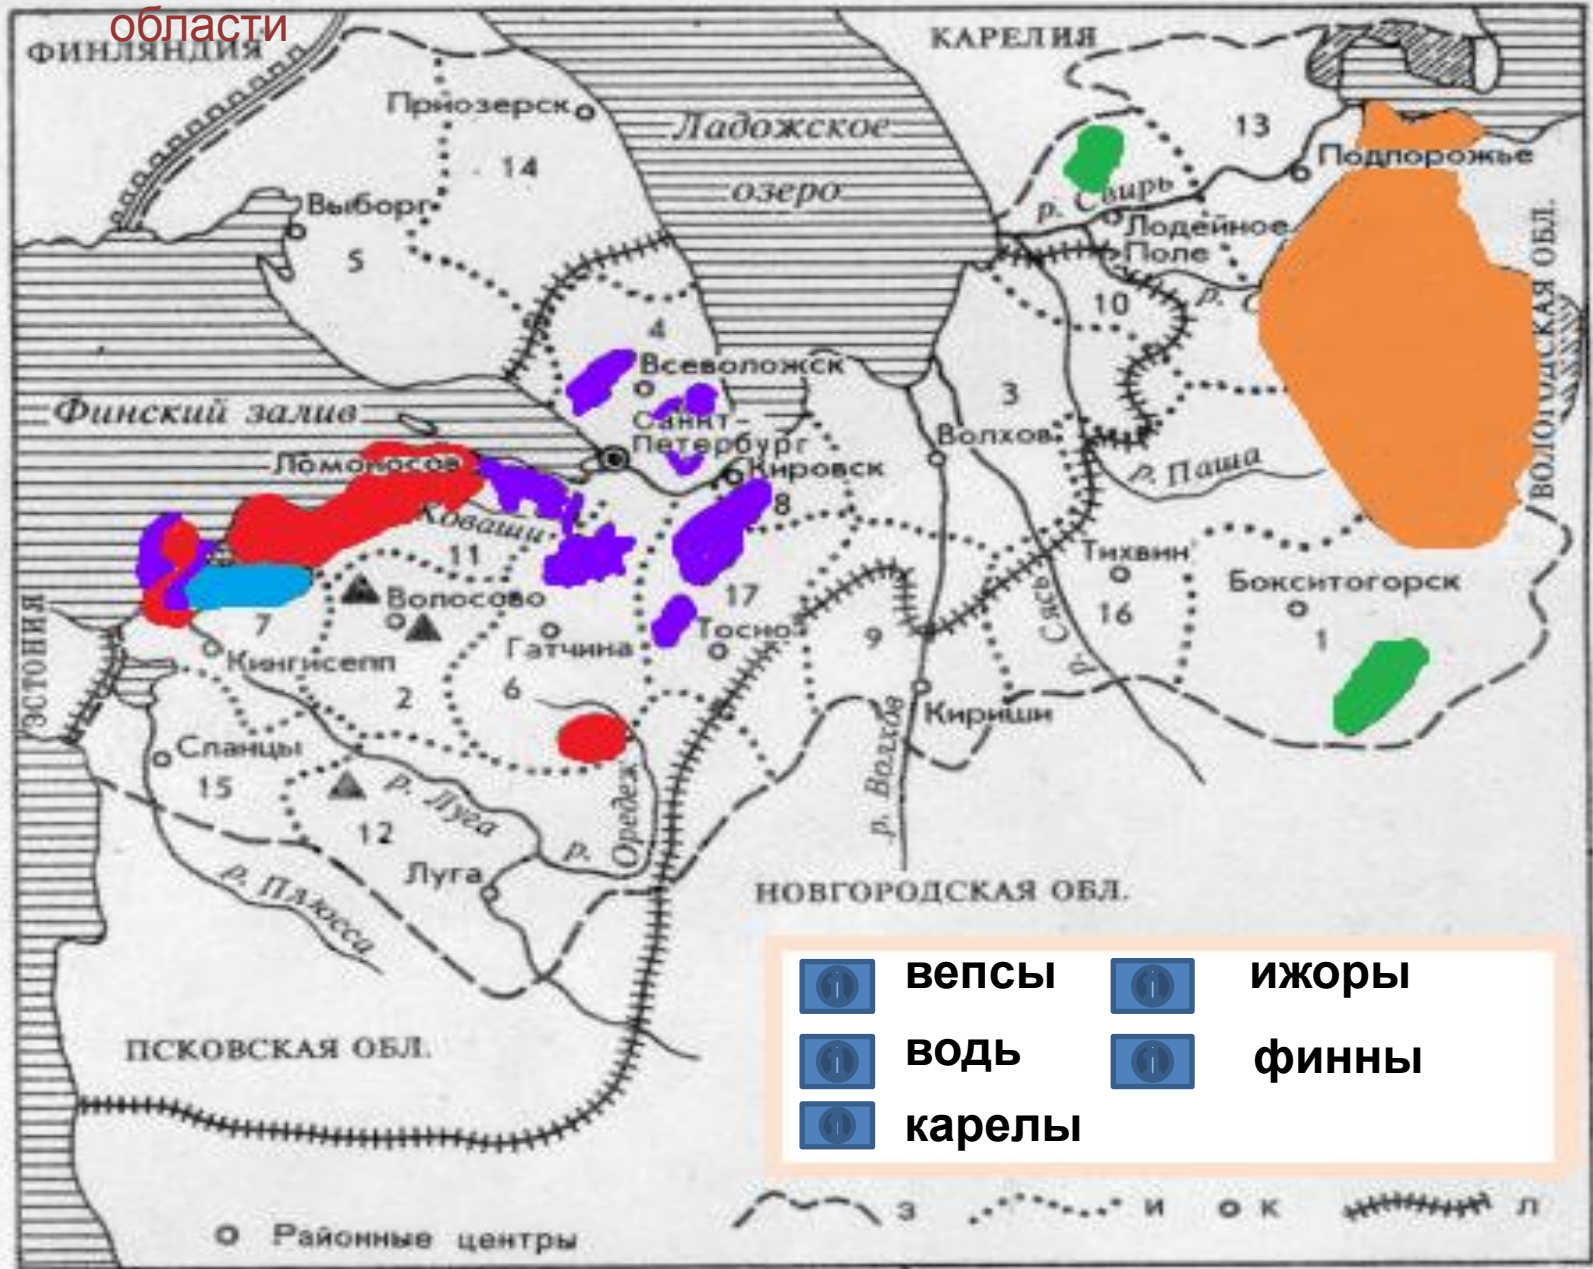 области
ФИНЛЯНДИЯ
КАРЕЛИЯ
Приозерск
Ладожское
озеро
13
14
Подпорожье
р. Свирь
Выборг
Лодейное
Поле
5
р. О
10
ВОЛОГОДСКАЯ ОБЛ.
4
Всеволожск
3
Финский залив
Санкт-
Петербург
Волхов
Ломоносов
Кировск
р. Паша
8
Коваши
11
Тихвин
Бокситогорск
Волосово
17
16
7
Тосно
9
р. Сясь
1
ЭСТОНИЯ
Кингисепп
Гатчина
6
2
Кириши
Сланцы
15
р. Луга
р. Оредеж
р. Волхов
12
Луга
р. Плюсса
НОВГОРОДСКАЯ ОБЛ.
вепсы
ижоры
водь
финны
карелы
ПСКОВСКАЯ ОБЛ.
з и к л
Районные центры